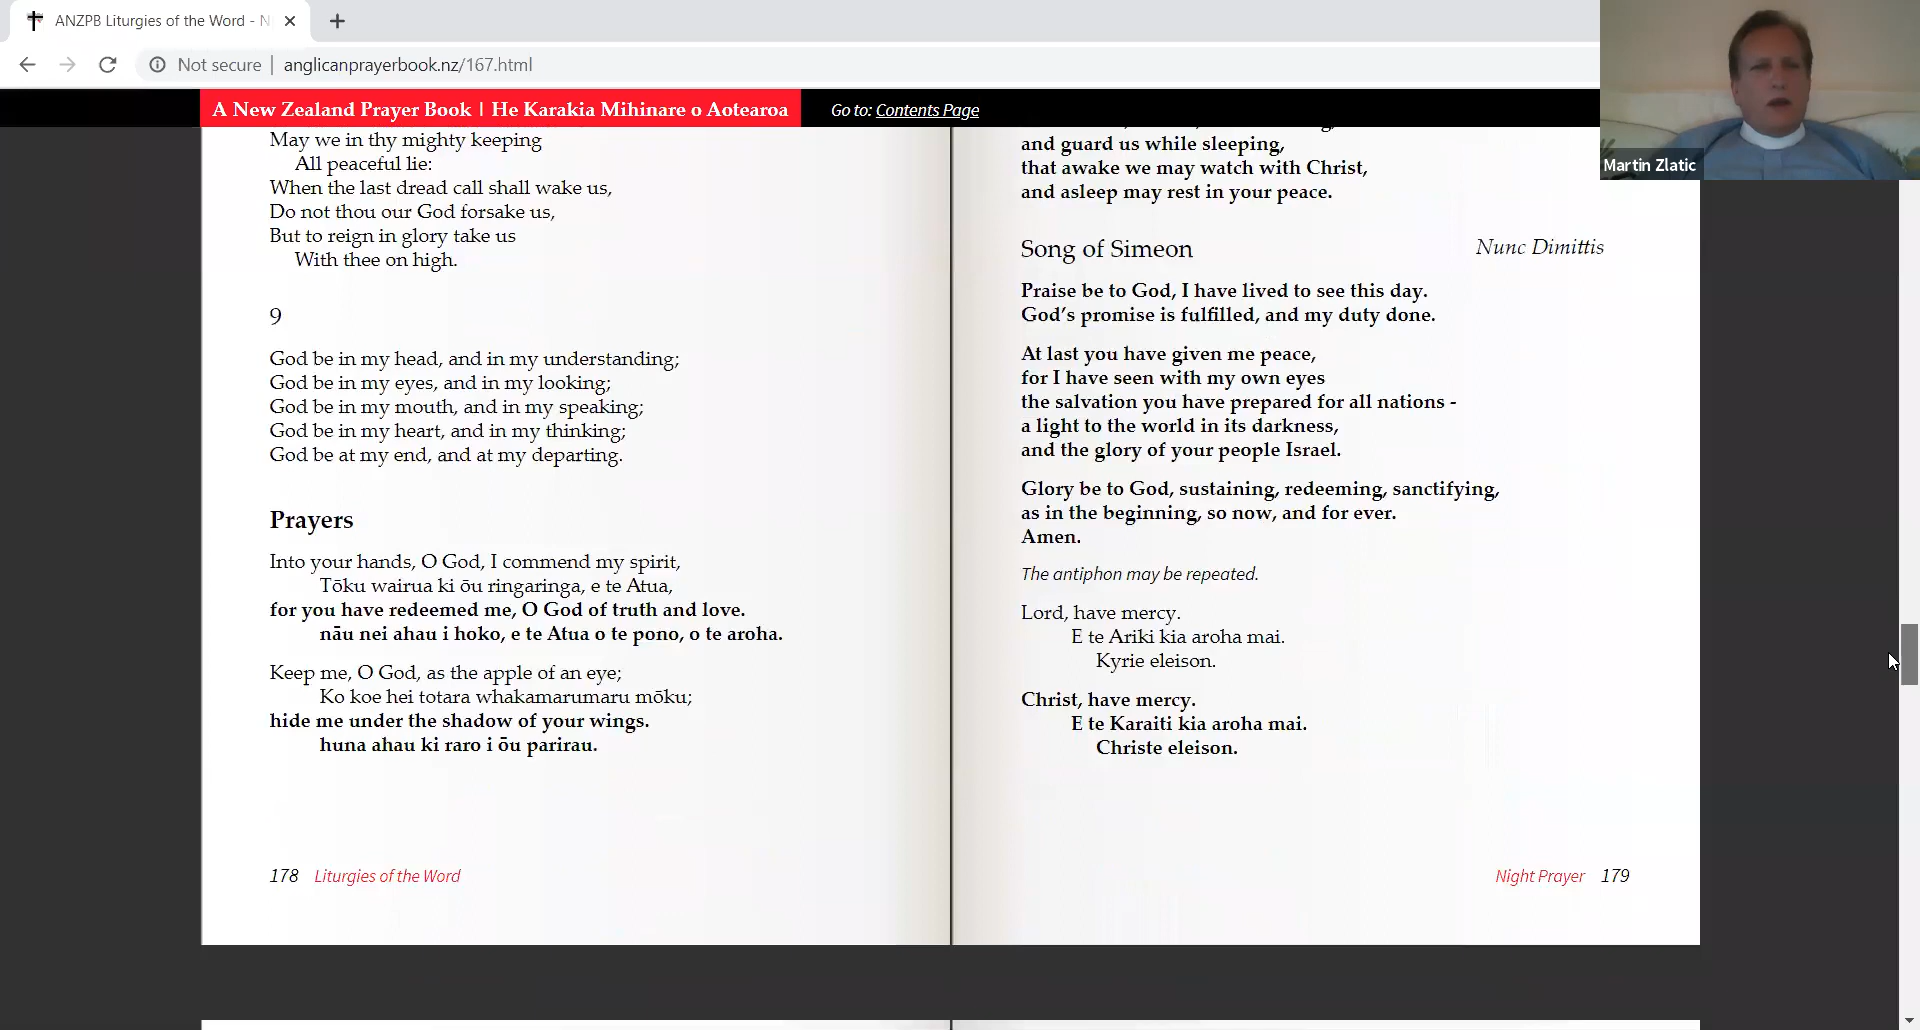 ANZPB Liturgies of the Word - N
Not secure
anglicanprayerbook.nz/167.html
A New Zealand Prayer Book | He Karakia Mihinare o Aotearoa
Go to: Contents Page
Martin Zlatic
May we in thy mighty keeping
All peaceful lie:
When the last dread call shall wake us,
Do not thou our God forsake us,
But to reign in glory take us
With thee on high.
9
God be in my head, and in my understanding;
God be in my eyes, and in my looking;
God be in my mouth, and in my speaking;
God be in my heart, and in my thinking;
God be at my end, and at my departing.
Prayers
Into your hands, O God, I commend my spirit,
Tōku wairua ki ōu ringaringa, e te Atua,
for you have redeemed me, O God of truth and love.
nāu nei ahau i hoko, e te Atua o te pono, o te aroha.
Keep me, O God, as the apple of an eye;
Ko koe hei totara whakamarumaru mōku;
hide me under the shadow of your wings.
huna ahau ki raro i ōu parirau.
178 Liturgies of the Word
and guard us while sleeping,
that awake we may watch with Christ,
and asleep may rest in your peace.
Song of Simeon
Nunc Dimittis
Praise be to God, I have lived to see this day.
God's promise is fulfilled, and my duty done.
At last you have given me peace,
for I have seen with my own eyes
the salvation you have prepared for all nations -
a light to the world in its darkness,
and the glory of your people Israel.
Glory be to God, sustaining, redeeming, sanctifying,
as in the beginning, so now, and for ever.
Amen.
The antiphon may be repeated.
Lord, have mercy.
E te Ariki kia aroha mai.
Kyrie eleison.
Christ, have mercy.
E te Karaiti kia aroha mai.
Christe eleison.
Night Prayer 179